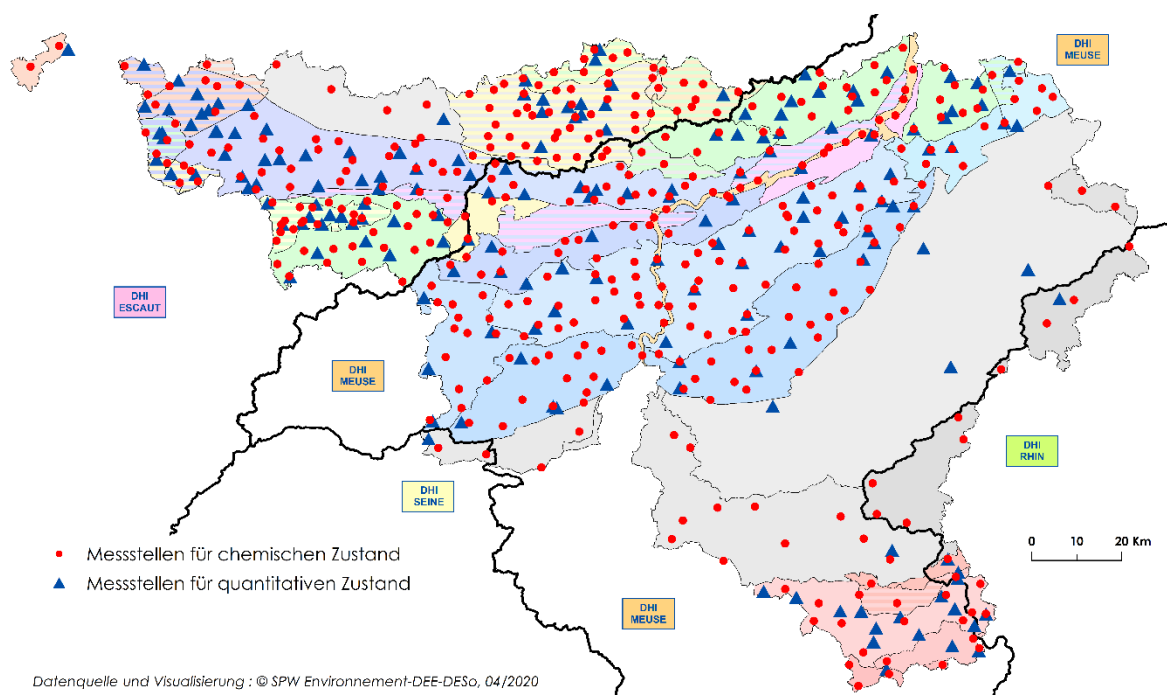 DHI
MEUSE
DHI
ESCAUT
DHI
MEUSE
DHI
RHIN
DHI
SEINE
Messstellen für chemischen Zustand
Messstellen für quantitativen Zustand
0 10 20 Km
DHI
MEUSE
Datenquelle und Visualisierung : © SPW Environnement-DEE-DESo, 04/2020